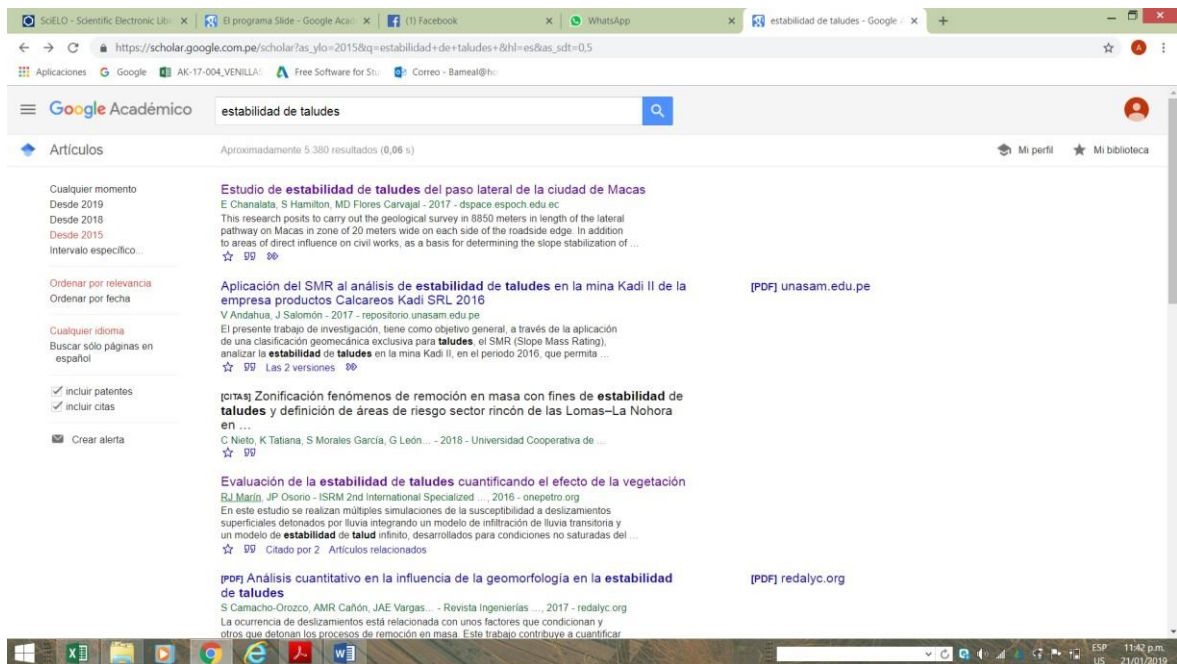 SciELO - Scientific Electronic Lib
El programa Slide - Google Acad
(1) Facebook
WhatsApp
estabilidad de taludes - Google A
https://scholar.google.com.pe/scholar?as_ylo=2015&q=estabilidad+de+taludes+&hl=es&as_sdt=0,5
A
Aplicaciones
Google
AK-17-004_VENILLA
Free Software for Stu
Correo - Bameal@ho
Google Académico
estabilidad de taludes
Artículos
Aproximadamente 5.380 resultados (0,06 s)
Mi perfil
Mi biblioteca
Cualquier momento
Desde 2019
Desde 2018
Desde 2015
Intervalo específico...
Ordenar por relevancia
Ordenar por fecha
Cualquier idioma
Buscar sólo páginas en
español
incluir patentes
incluir citas
Crear alerta
Estudio de estabilidad de taludes del paso lateral de la ciudad de Macas
E Chanalata, S Hamilton, MD Flores Carvajal - 2017 - dspace.espoch.edu.ec
This research posits to carry out the geological survey in 8850 meters in length of the lateral
pathway on Macas in zone of 20 meters wide on each side of the roadside edge. In addition
to areas of direct influence on civil works, as a basis for determining the slope stabilization of ...
Aplicación del SMR al análisis de estabilidad de taludes en la mina Kadi II de la
empresa productos Calcareos Kadi SRL 2016
[PDF] unasam.edu.pe
V Andahua, J Salomón - 2017 - repositorio.unasam.edu.pe
El presente trabajo de investigación, tiene como objetivo general, a través de la aplicación
de una clasificación geomecánica exclusiva para taludes, el SMR (Slope Mass Rating),
analizar la estabilidad de taludes en la mina Kadi II, en el periodo 2016, que permita ...
Las 2 versiones
[CITAS] Zonificación fenómenos de remoción en masa con fines de estabilidad de
taludes y definición de áreas de riesgo sector rincón de las Lomas–La Nohora
en ...
C Nieto, K Tatiana, S Morales García, G León... - 2018 - Universidad Cooperativa de ...
Evaluación de la estabilidad de taludes cuantificando el efecto de la vegetación
RJ Marín, JP Osorio - ISRM 2nd International Specialized ..., 2016 - onepetro.org
En este estudio se realizan múltiples simulaciones de la susceptibilidad a deslizamientos
superficiales detonados por lluvia integrando un modelo de infiltración de lluvia transitoria y
un modelo de estabilidad de talud infinito, desarrollados para condiciones no saturadas del ...
Citado por 2 Artículos relacionados
[PDF] Análisis cuantitativo en la influencia de la geomorfología en la estabilidad
de taludes
[PDF] redalyc.org
S Camacho-Orozco, AMR Cañón, JAE Vargas... - Revista Ingenierías ..., 2017 - redalyc.org
La ocurrencia de deslizamientos está relacionada con unos factores que condicionan y
otros que detonan los procesos de remoción en masa. Este trabajo contribuye a cuantificar
ESP
US
11:42 p.m.
21/01/2019